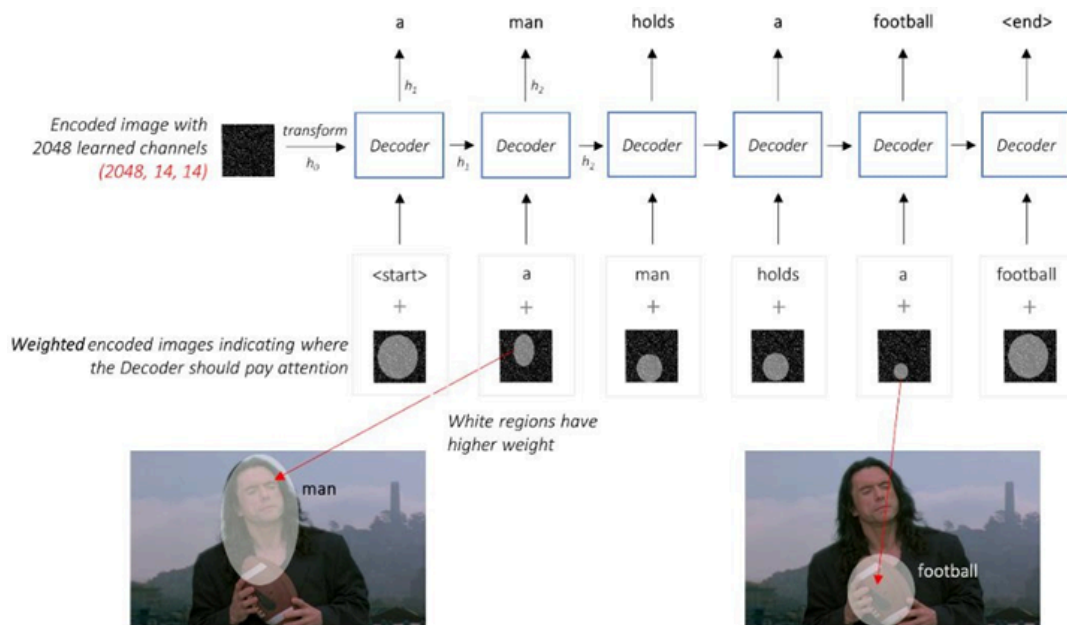 a man holds a football <end>
h₁ h₂
Encoded image with
2048 learned channels
(2048, 14, 14)
transform
h₀
Decoder Decoder Decoder Decoder Decoder Decoder
h₁ h₂
<start> a man holds a football
+ + + + + +
Weighted encoded images indicating where
the Decoder should pay attention
White regions have
higher weight
man
football